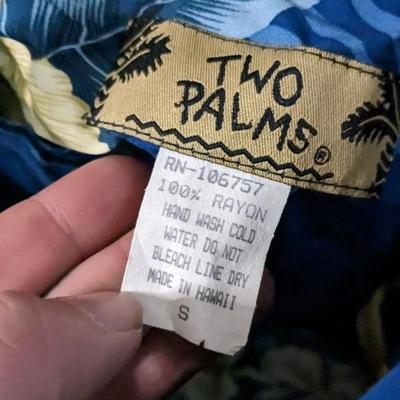 TWO
PALMS®
RN-106757
100% RAYON
HAND WASH COLD
WATER DO NOT
BLEACH LINE DRY
MADE IN HAWAII
S